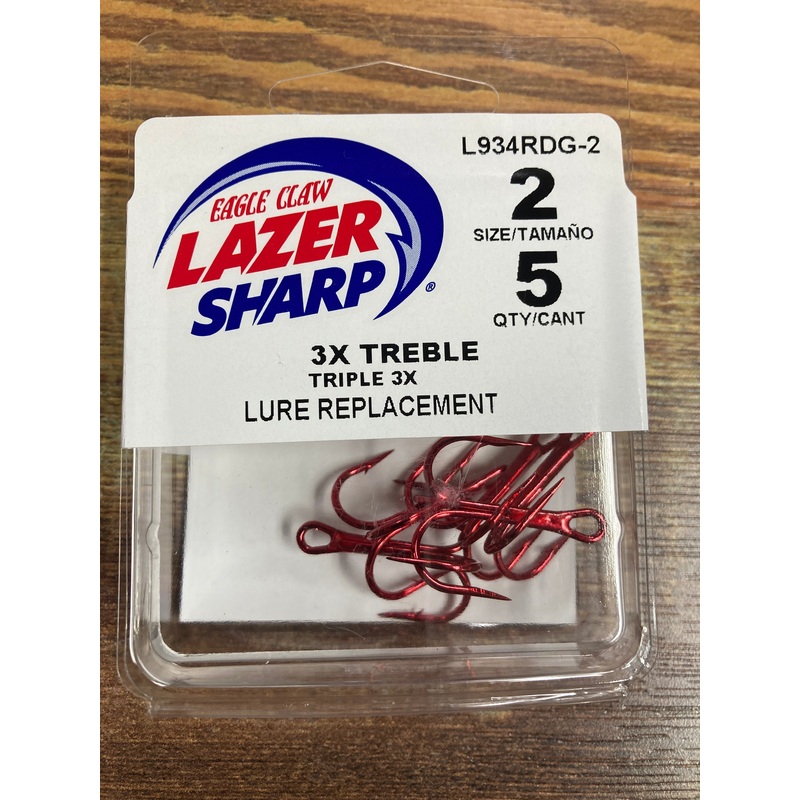 EAGLE CLAW
LAZER
SHARP®
L934RDG-2
2
SIZE/TAMAÑO
5
QTY/CANT
3X TREBLE
TRIPLE 3X
LURE REPLACEMENT